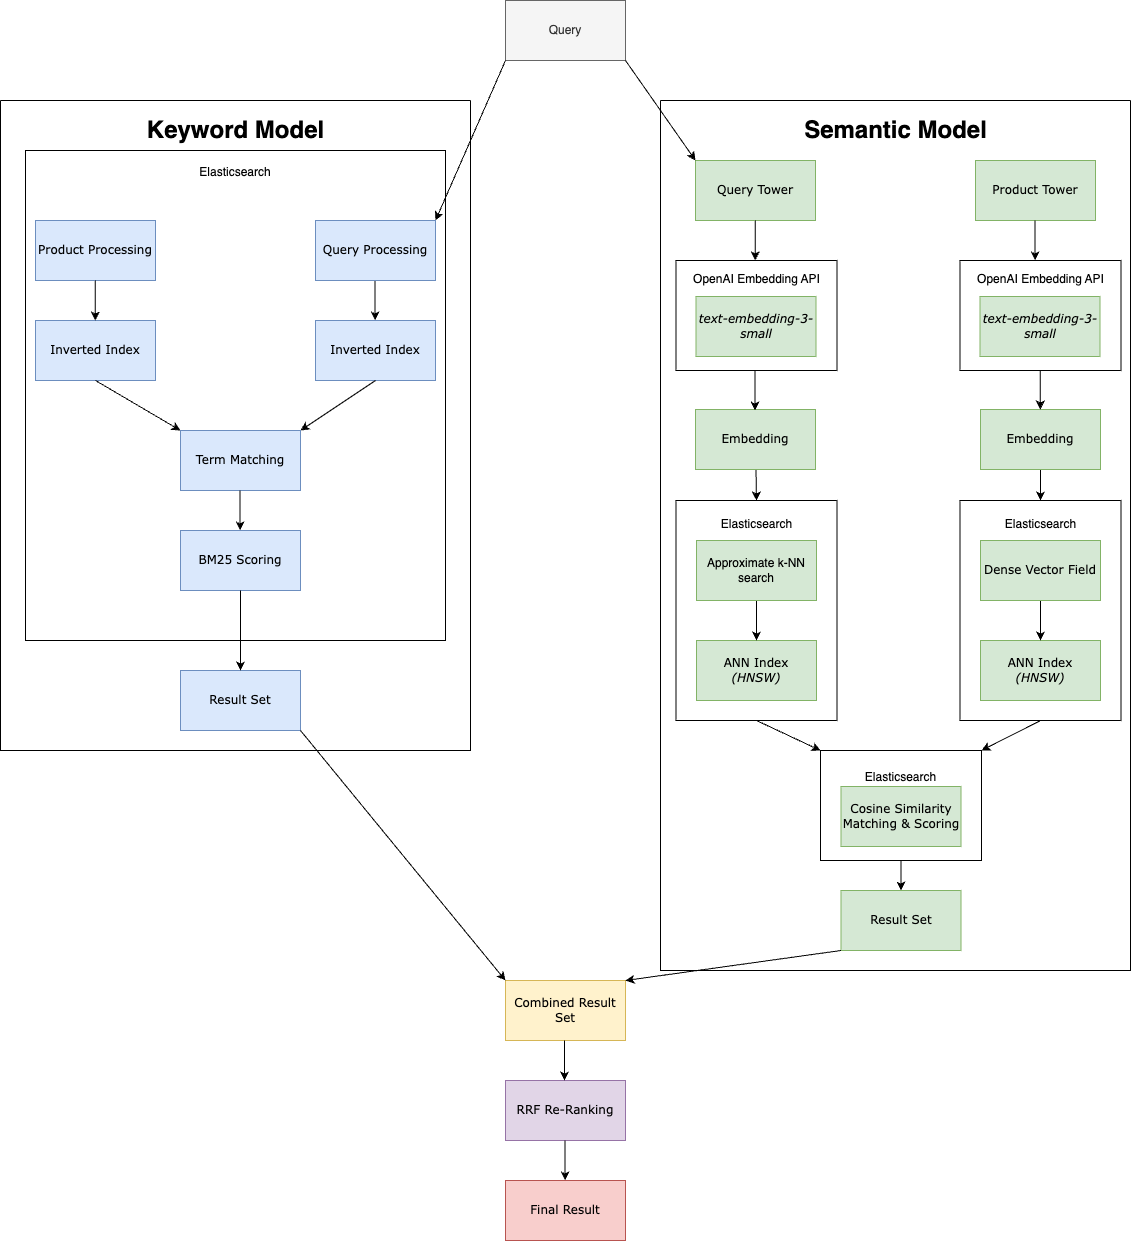 Query
Keyword Model
Elasticsearch
Product Processing
Query Processing
Inverted Index
Inverted Index
Term Matching
BM25 Scoring
Result Set
Semantic Model
Query Tower
Product Tower
OpenAI Embedding API
text-embedding-3-
small
OpenAI Embedding API
text-embedding-3-
small
Embedding
Embedding
Elasticsearch
Approximate k-NN
search
ANN Index
(HNSW)
Elasticsearch
Dense Vector Field
ANN Index
(HNSW)
Elasticsearch
Cosine Similarity
Matching & Scoring
Result Set
Combined Result
Set
RRF Re-Ranking
Final Result